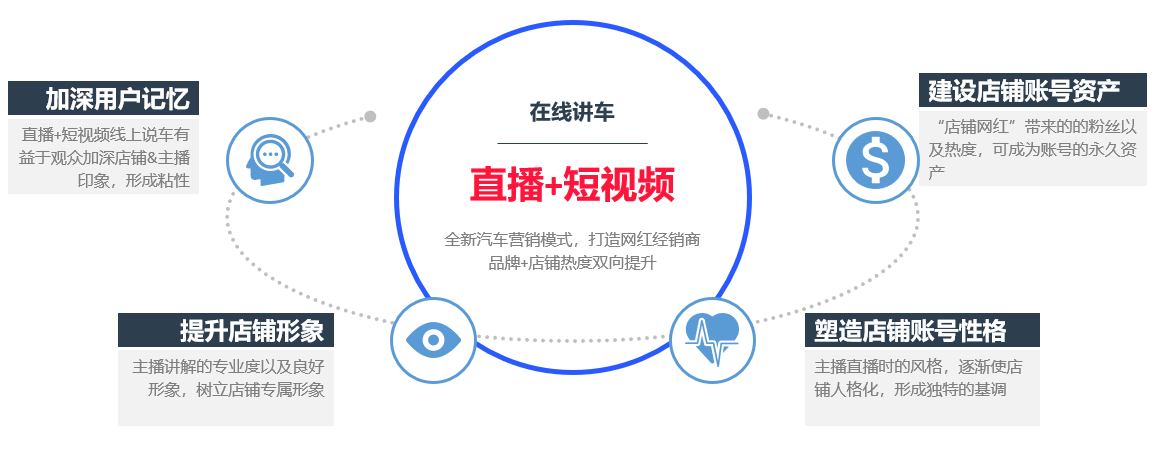 加深用户记忆
直播+短视频线上说车有
益于观众加深店铺&主播
印象，形成粘性
在线讲车
直播+短视频
全新汽车营销模式，打造网红经销商
品牌+店铺热度双向提升
建设店铺账号资产
“店铺网红”带来的的粉丝以
及热度，可成为账号的永久资
产
提升店铺形象
主播讲解的专业度以及良好
形象，树立店铺专属形象
塑造店铺账号性格
主播直播时的风格，逐渐使店
铺人格化，形成独特的基调